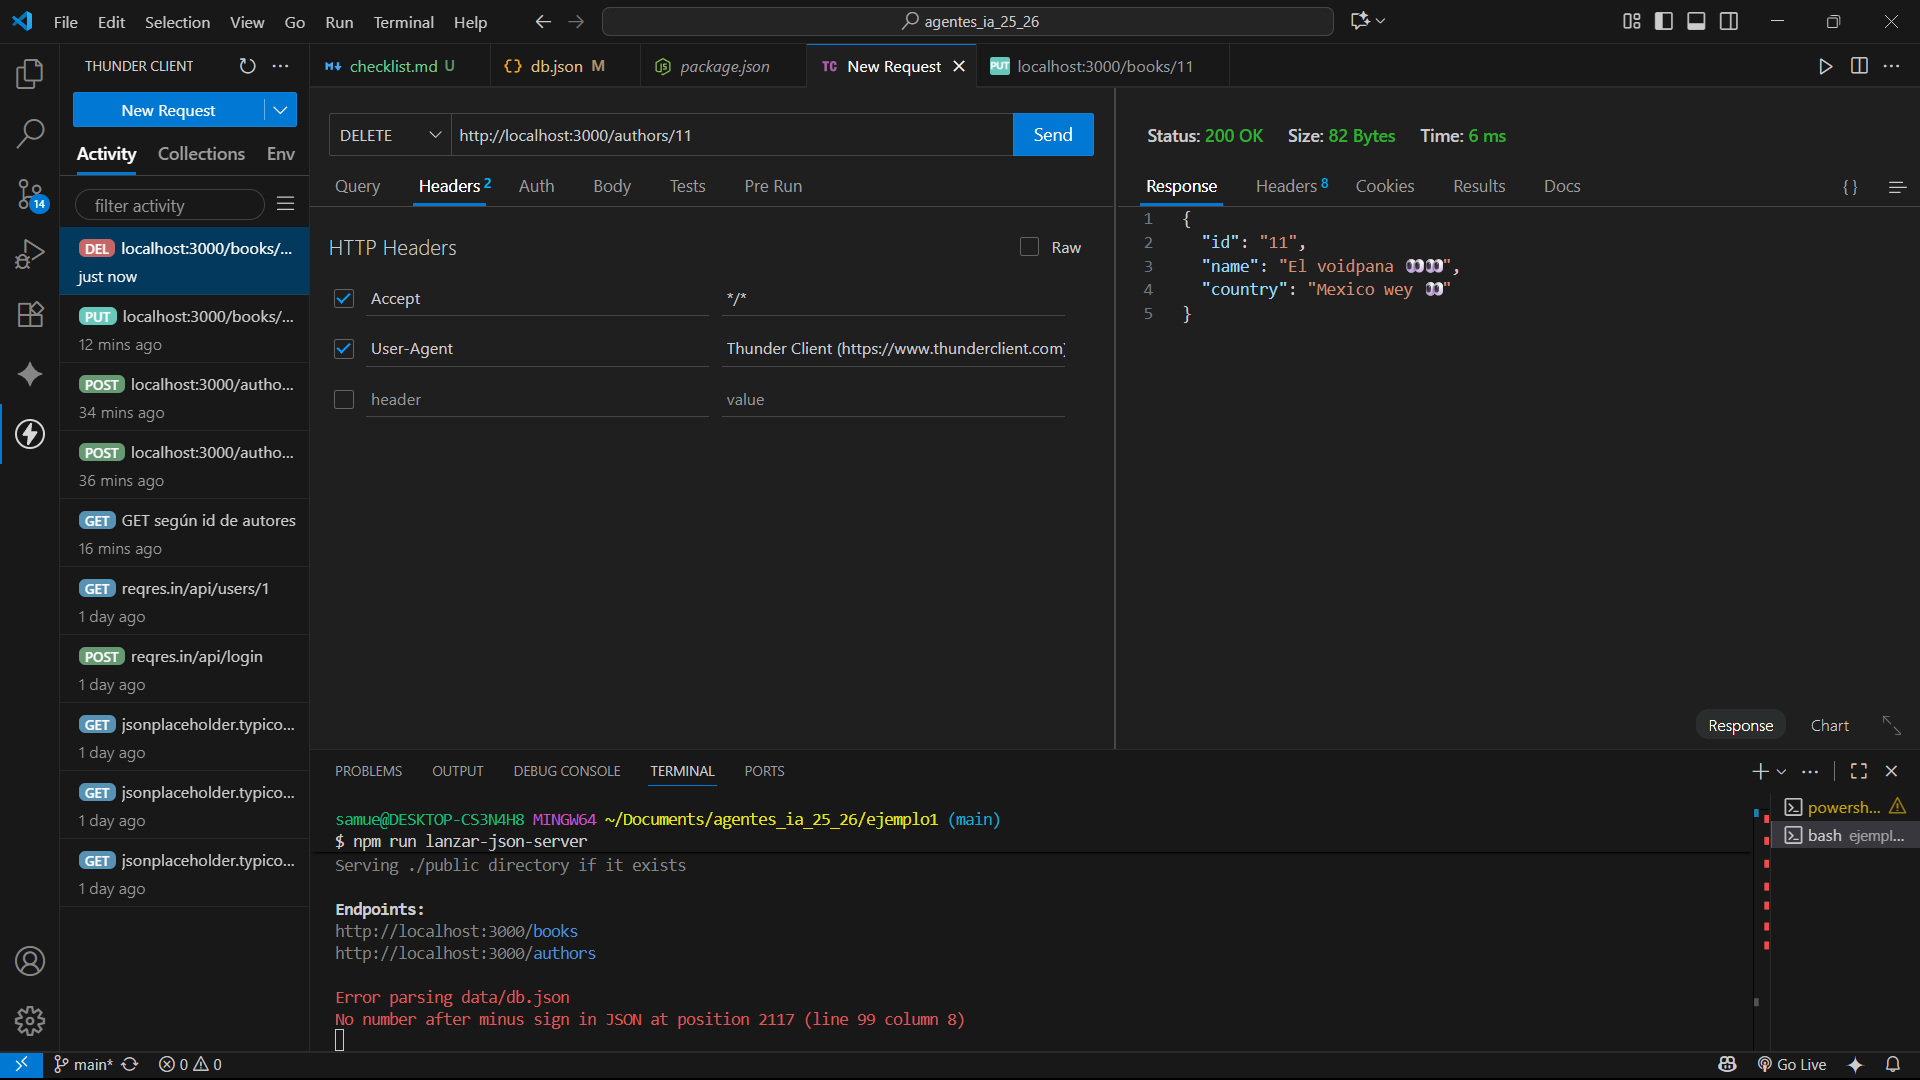 File Edit Selection View Go Run Terminal Help
agentes_ia_25_26
THUNDER CLIENT
New Request
Activity Collections Env
filter activity
DEL localhost:3000/books/...
just now
PUT localhost:3000/books/...
12 mins ago
POST localhost:3000/autho...
34 mins ago
POST localhost:3000/autho...
36 mins ago
GET GET según id de autores
16 mins ago
GET reqres.in/api/users/1
1 day ago
POST reqres.in/api/login
1 day ago
GET jsonplaceholder.typico...
1 day ago
GET jsonplaceholder.typico...
1 day ago
GET jsonplaceholder.typico...
1 day ago
14
checklist.md U
db.json M
package.json
TC New Request
PUT localhost:3000/books/11
DELETE http://localhost:3000/authors/11 Send
Query Headers 2 Auth Body Tests Pre Run
HTTP Headers Raw
Accept */*
User-Agent Thunder Client (https://www.thunderclient.com)
header value
Status: 200 OK Size: 82 Bytes Time: 6 ms
Response Headers 8 Cookies Results Docs { }
1 {
2 "id": "11",
3 "name": "El voidpana 👀👀",
4 "country": "Mexico wey 👀"
5 }
Response Chart
PROBLEMS OUTPUT DEBUG CONSOLE TERMINAL PORTS
samue@DESKTOP-CS3N4H8 MINGW64 ~/Documents/agentes_ia_25_26/ejemplo1 (main)
$ npm run lanzar-json-server
Serving ./public directory if it exists
Endpoints:
http://localhost:3000/books
http://localhost:3000/authors
Error parsing data/db.json
No number after minus sign in JSON at position 2117 (line 99 column 8)
powersh...
bash ejempl...
main* 0 0
Go Live